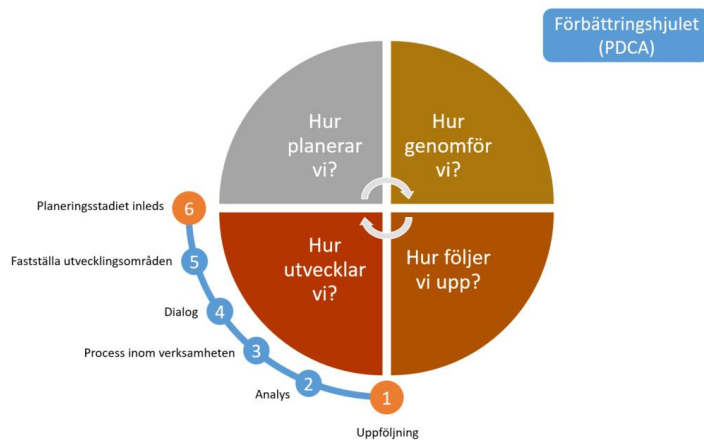 Förbättringshjulet
(PDCA)
Hur
planerar
vi?
Hur
genomför
vi?
Hur
utvecklar
vi?
Hur följer
vi upp?
Planeringsstadiet inleds
6
Fastställa utvecklingsområden
5
Dialog
4
Process inom verksamheten
3
Analys
2
1
Uppföljning